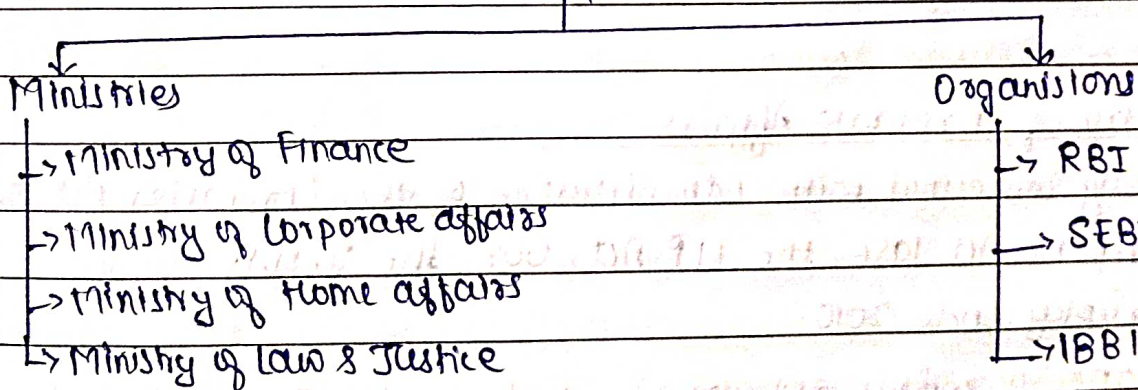 Ministries
Organisions
Ministry of Finance
RBI
Ministry of Corporate affairs
SEB
Ministry of Home affairs
Ministry of Law & Justice
IBBI